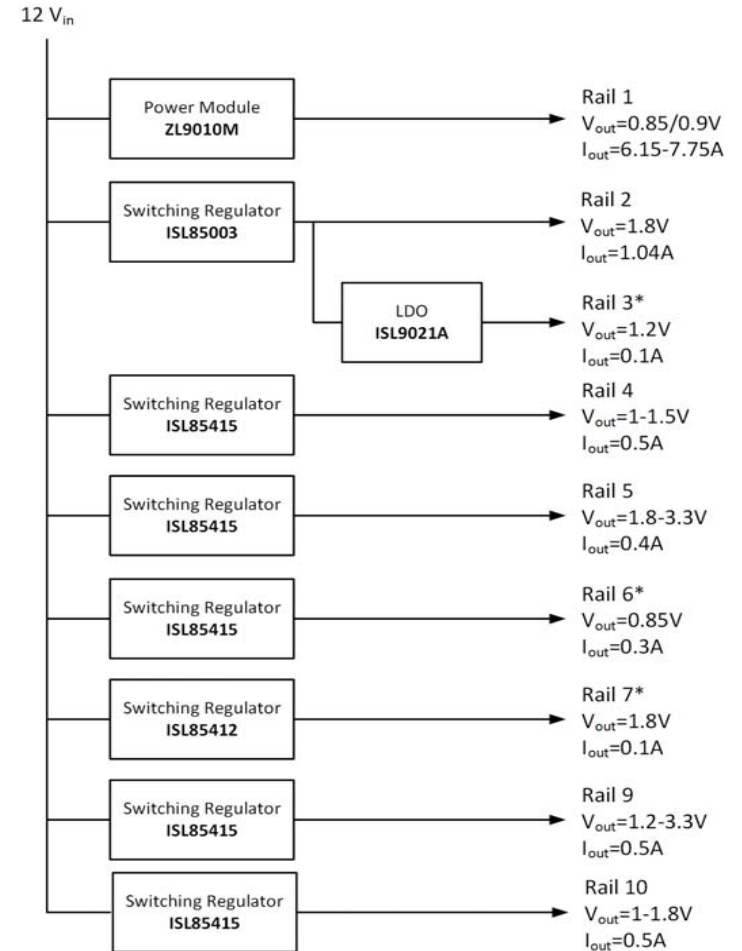 12 Vin
Power Module
ZL9010M
Rail 1
Vout=0.85/0.9V
Iout=6.15-7.75A
Switching Regulator
ISL85003
Rail 2
Vout=1.8V
Iout=1.04A
LDO
ISL9021A
Rail 3*
Vout=1.2V
Iout=0.1A
Switching Regulator
ISL85415
Rail 4
Vout=1-1.5V
Iout=0.5A
Switching Regulator
ISL85415
Rail 5
Vout=1.8-3.3V
Iout=0.4A
Switching Regulator
ISL85415
Rail 6*
Vout=0.85V
Iout=0.3A
Switching Regulator
ISL85412
Rail 7*
Vout=1.8V
Iout=0.1A
Switching Regulator
ISL85415
Rail 9
Vout=1.2-3.3V
Iout=0.5A
Switching Regulator
ISL85415
Rail 10
Vout=1-1.8V
Iout=0.5A